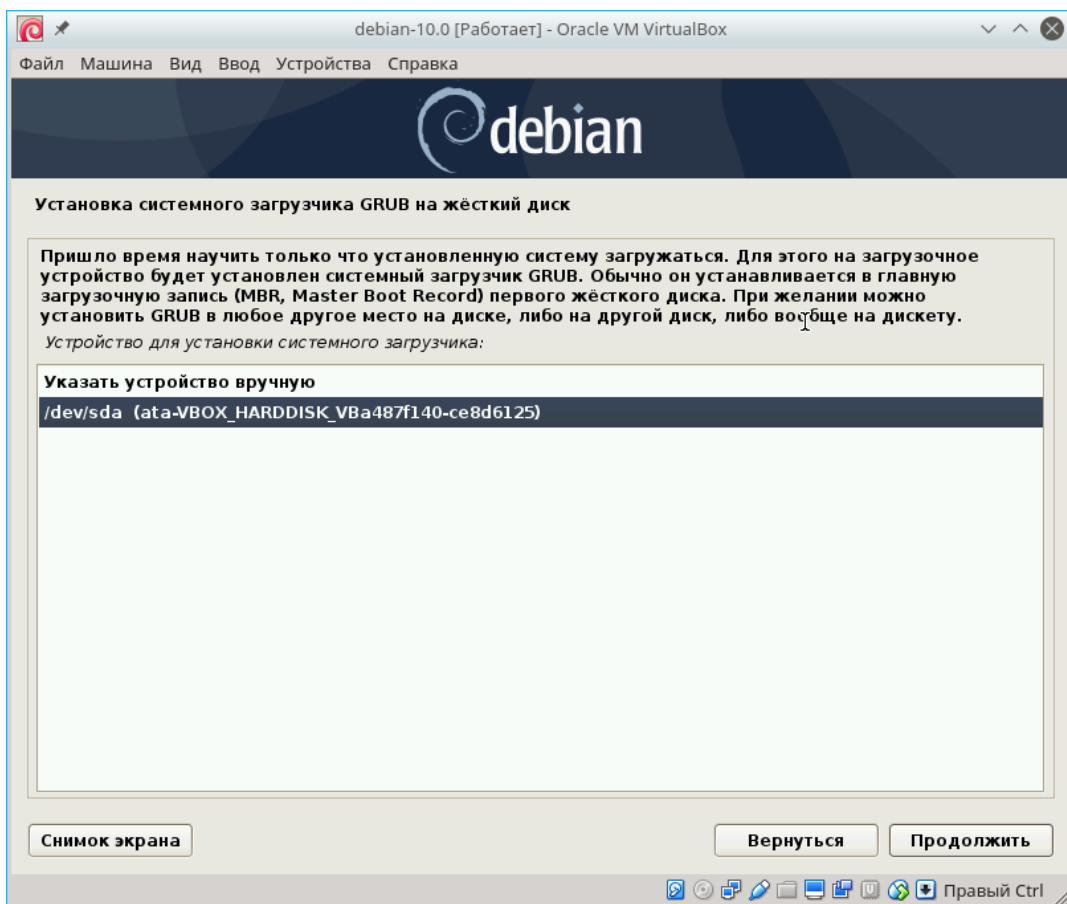 debian-10.0 [Работает] - Oracle VM VirtualBox
Файл Машина Вид Ввод Устройства Справка
debian
Установка системного загрузчика GRUB на жёсткий диск
Пришло время научить только что установленную систему загружаться. Для этого на загрузочное
устройство будет установлен системный загрузчик GRUB. Обычно он устанавливается в главную
загрузочную запись (MBR, Master Boot Record) первого жёсткого диска. При желании можно
установить GRUB в любое другое место на диске, либо на другой диск, либо вообще на дискету.
Устройство для установки системного загрузчика:
Указать устройство вручную
/dev/sda (ata-VBOX_HARDDISK_VBa487f140-ce8d6125)
Снимок экрана Вернуться Продолжить
Правый Ctrl